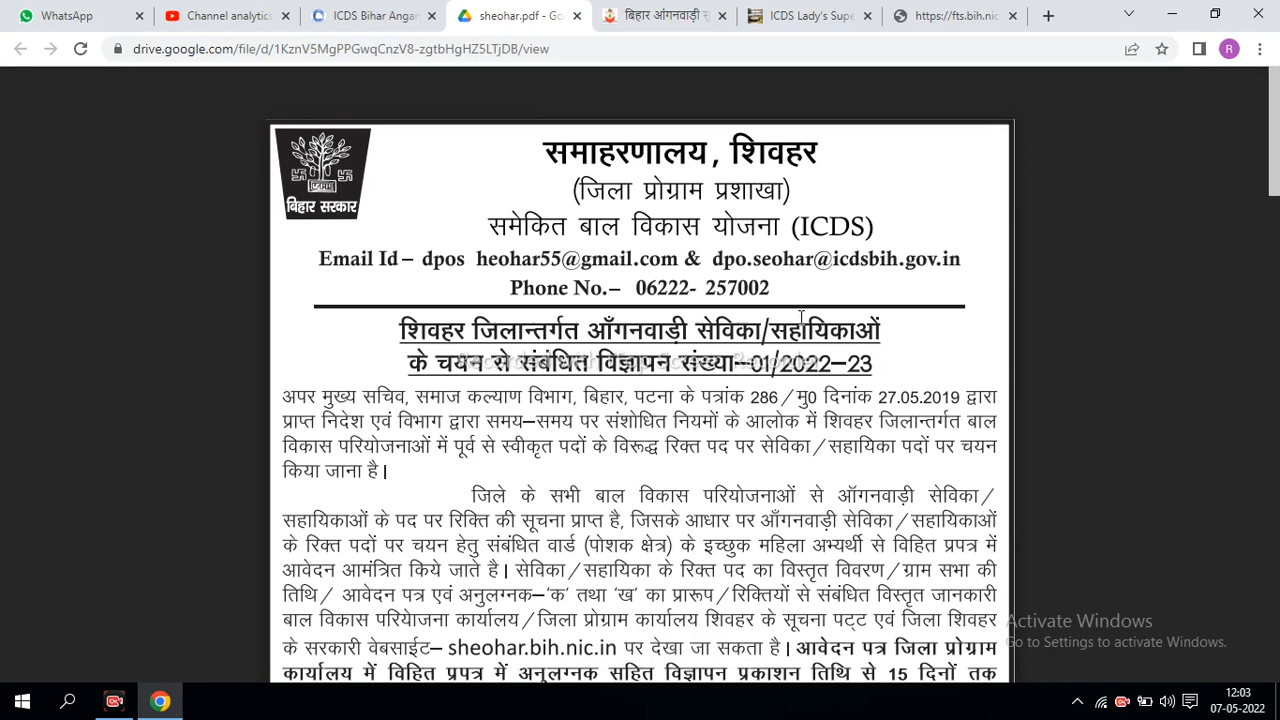 WhatsApp
Channel analytics
ICDS Bihar Angan
sheohar.pdf - Go
बिहार आंगनवाड़ी सु
ICDS Lady's Supe
https://fts.bih.nic
drive.google.com/file/d/1KznV5MgPPGwqCnzV8-zgtbHgHZ5LTjDB/view
R
बिहार सरकार
समाहरणालय, शिवहर
(जिला प्रोग्राम प्रशाखा)
समेकित बाल विकास योजना (ICDS)
Email Id – dpos heohar55@gmail.com & dpo.seohar@icdsbih.gov.in
Phone No.– 06222- 257002
शिवहर जिलान्तर्गत आँगनवाड़ी सेविका/सहायिकाओं
के चयन से संबंधित विज्ञापन संख्या–01/2022–23
अपर मुख्य सचिव, समाज कल्याण विभाग, बिहार, पटना के पत्रांक 286/मु0 दिनांक 27.05.2019 द्वारा
प्राप्त निदेश एवं विभाग द्वारा समय–समय पर संशोधित नियमों के आलोक में शिवहर जिलान्तर्गत बाल
विकास परियोजनाओं में पूर्व से स्वीकृत पदों के विरूद्ध रिक्त पद पर सेविका/सहायिका पदों पर चयन
किया जाना है।
जिले के सभी बाल विकास परियोजनाओं से ऑगनवाड़ी सेविका/
सहायिकाओं के पद पर रिक्ति की सूचना प्राप्त है, जिसके आधार पर आँगनवाड़ी सेविका/सहायिकाओं
के रिक्त पदों पर चयन हेतु संबंधित वार्ड (पोशक क्षेत्र) के इच्छुक महिला अभ्यर्थी से विहित प्रपत्र में
आवेदन आमंत्रित किये जाते है। सेविका/सहायिका के रिक्त पद का विस्तृत विवरण/ग्राम सभा की
तिथि/ आवेदन पत्र एवं अनुलग्नक–'क' तथा 'ख' का प्रारूप/रिक्तियों से संबंधित विस्तृत जानकारी
बाल विकास परियेाजना कार्यालय/जिला प्रोग्राम कार्यालय शिवहर के सूचना पट्ट एवं जिला शिवहर
के सरकारी वेबसाईट– sheohar.bih.nic.in पर देखा जा सकता है। आवेदन पत्र जिला प्रोग्राम
कार्यालय में विहित प्रपत्र में अनुलग्नक सहित विज्ञापन प्रकाशन तिथि से 15 दिनों तक
Activate Windows
Go to Settings to activate Windows.
12:03
07-05-2022